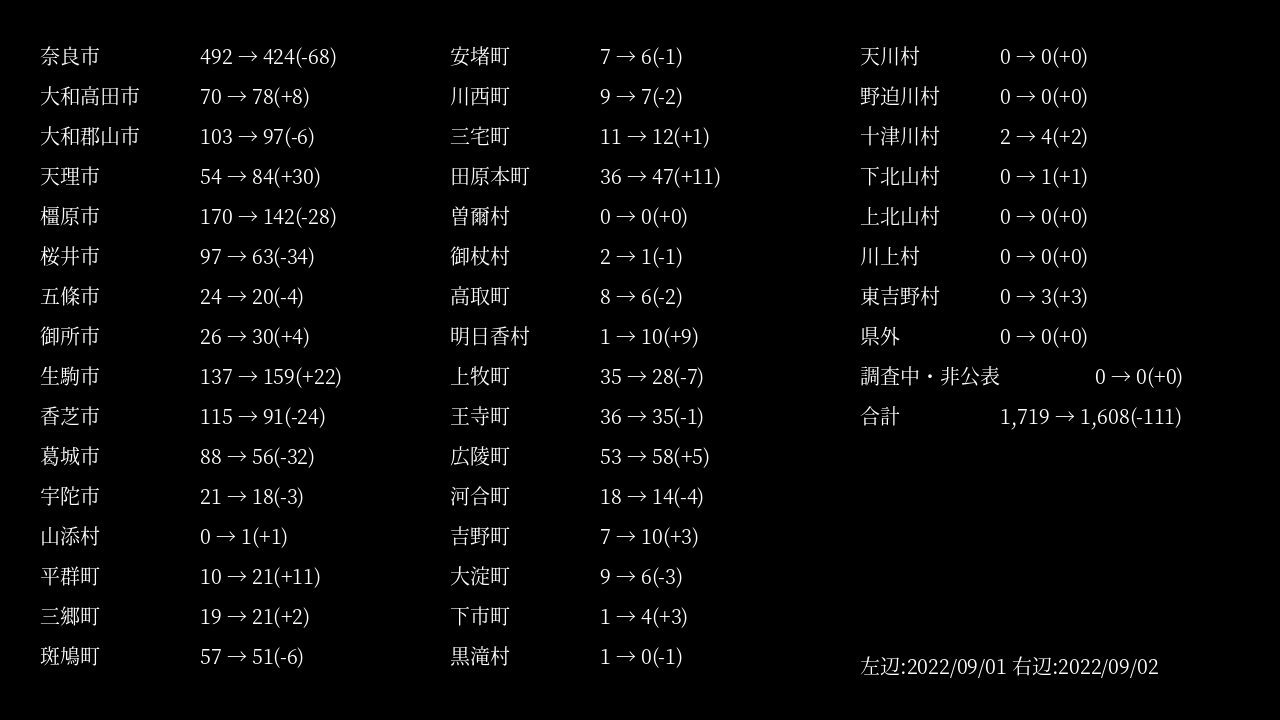 奈良市 492 → 424(-68)
大和高田市 70 → 78(+8)
大和郡山市 103 → 97(-6)
天理市 54 → 84(+30)
橿原市 170 → 142(-28)
桜井市 97 → 63(-34)
五條市 24 → 20(-4)
御所市 26 → 30(+4)
生駒市 137 → 159(+22)
香芝市 115 → 91(-24)
葛城市 88 → 56(-32)
宇陀市 21 → 18(-3)
山添村 0 → 1(+1)
平群町 10 → 21(+11)
三郷町 19 → 21(+2)
斑鳩町 57 → 51(-6)
安堵町 7 → 6(-1)
川西町 9 → 7(-2)
三宅町 11 → 12(+1)
田原本町 36 → 47(+11)
曽爾村 0 → 0(+0)
御杖村 2 → 1(-1)
高取町 8 → 6(-2)
明日香村 1 → 10(+9)
上牧町 35 → 28(-7)
王寺町 36 → 35(-1)
広陵町 53 → 58(+5)
河合町 18 → 14(-4)
吉野町 7 → 10(+3)
大淀町 9 → 6(-3)
下市町 1 → 4(+3)
黒滝村 1 → 0(-1)
天川村 0 → 0(+0)
野迫川村 0 → 0(+0)
十津川村 2 → 4(+2)
下北山村 0 → 1(+1)
上北山村 0 → 0(+0)
川上村 0 → 0(+0)
東吉野村 0 → 3(+3)
県外 0 → 0(+0)
調査中・非公表 0 → 0(+0)
合計 1,719 → 1,608(-111)
左辺:2022/09/01 右辺:2022/09/02